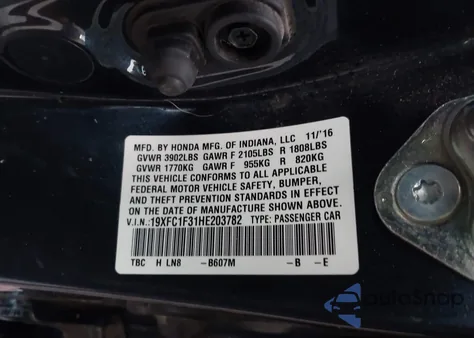 MFD. BY HONDA MFG. OF INDIANA, LLC 11/'16
GVWR 3902LBS GAWR F 2105LBS R 1808LBS
GVWR 1770KG GAWR F 955KG R 820KG
THIS VEHICLE CONFORMS TO ALL APPLICABLE
FEDERAL MOTOR VEHICLE SAFETY, BUMPER,
AND THEFT PREVENTION STANDARDS IN EFFECT
ON THE DATE OF MANUFACTURE SHOWN ABOVE.
V.I.N.:19XFC1F31HE203782 TYPE: PASSENGER CAR
TBC H LN8 -B607M -B -E
AutoSnap